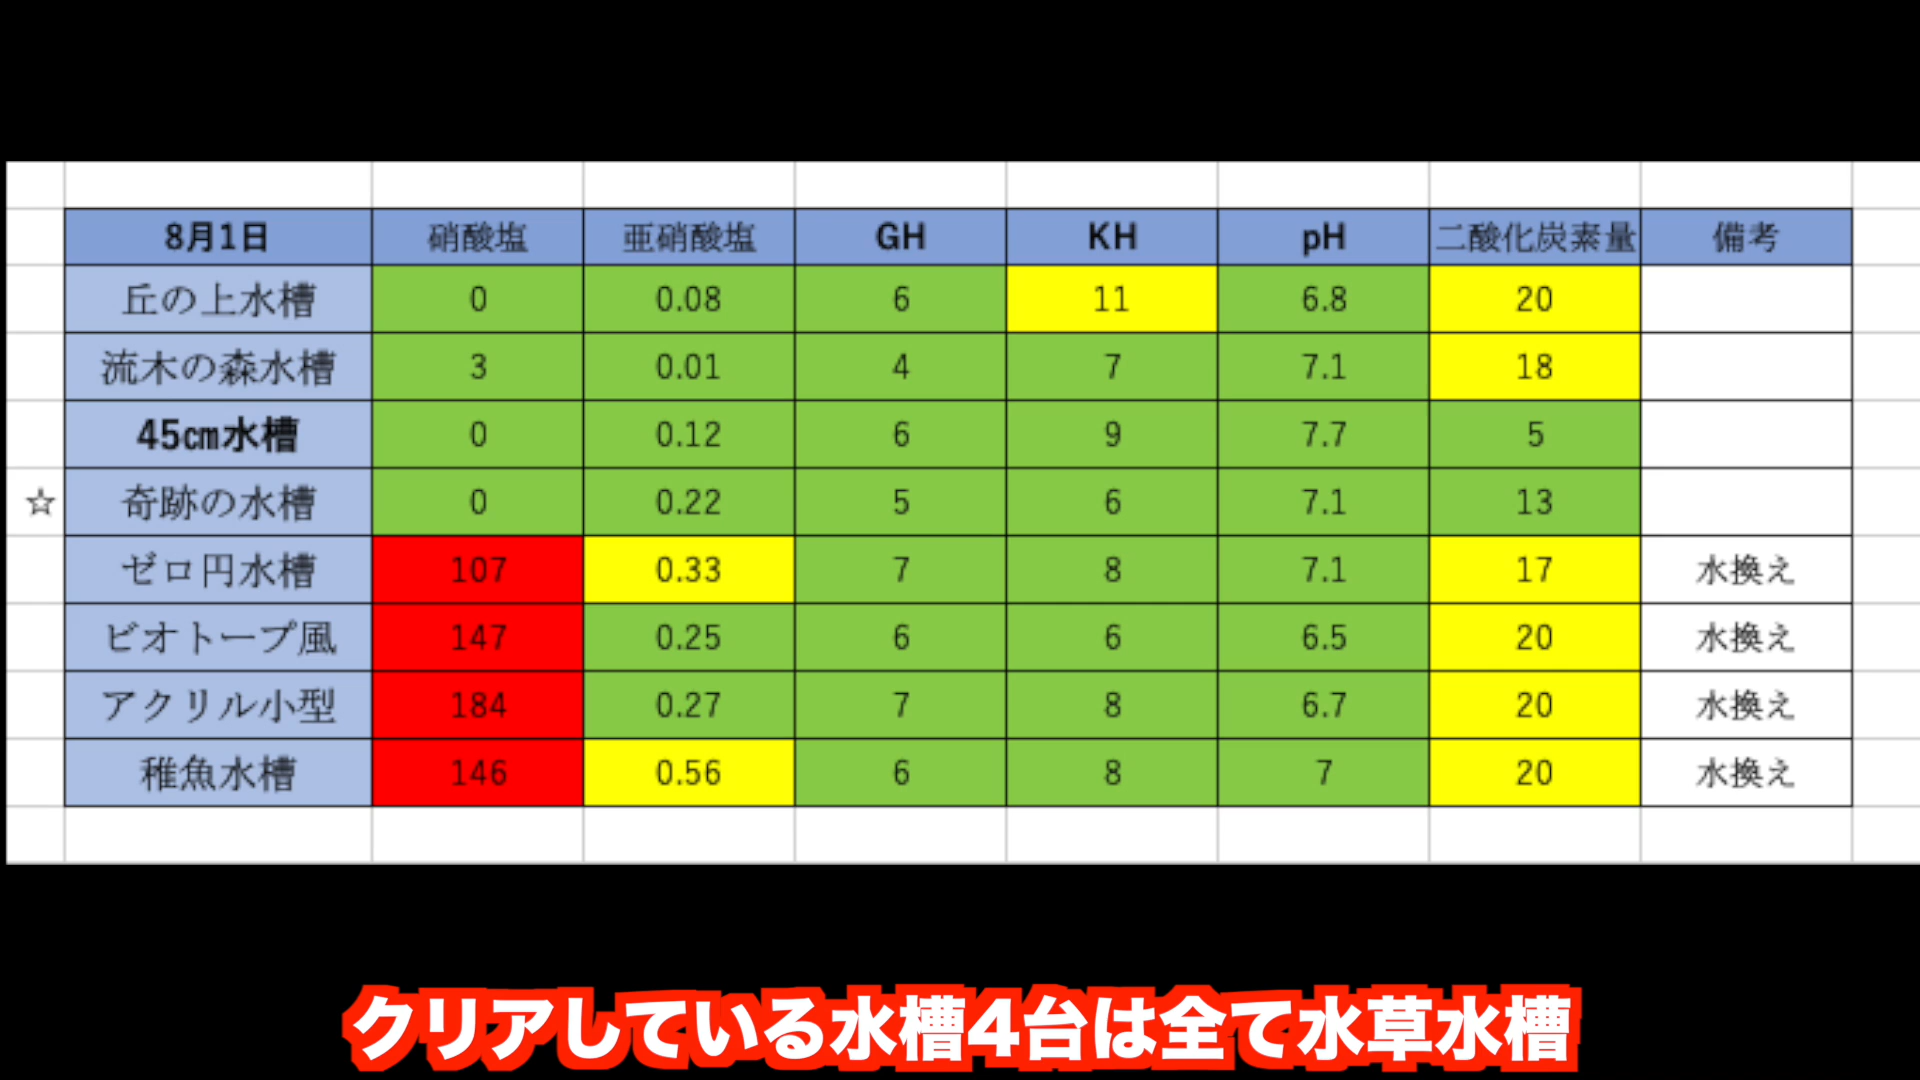 8月1日 硝酸塩 亜硝酸塩 GH KH pH 二酸化炭素量 備考
丘の上水槽 0 0.08 6 11 6.8 20
流木の森水槽 3 0.01 4 7 7.1 18
45㎝水槽 0 0.12 6 9 7.7 5
☆ 奇跡の水槽 0 0.22 5 6 7.1 13
ゼロ円水槽 107 0.33 7 8 7.1 17 水換え
ビオトープ風 147 0.25 6 6 6.5 20 水換え
アクリル小型 184 0.27 7 8 6.7 20 水換え
稚魚水槽 146 0.56 6 8 7 20 水換え
クリアしている水槽4台は全て水草水槽